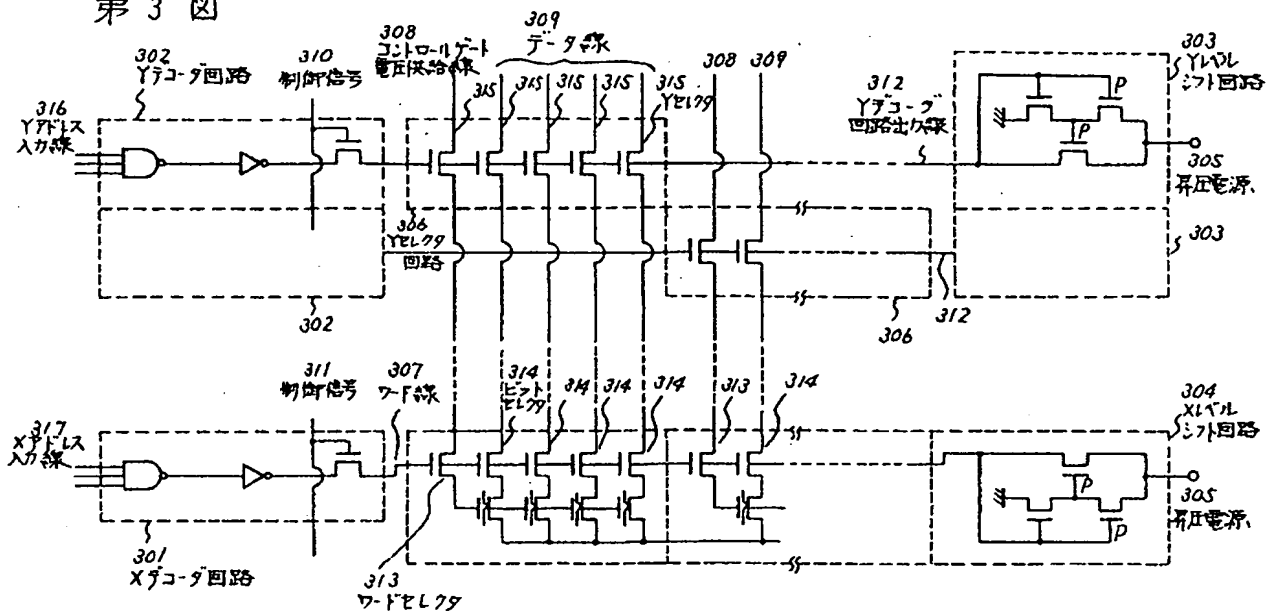 第 3 図
309
データ線
308
コントロールゲート
電圧供給線
310
制御信号
302
Yデコーダ回路
308
309
303
Yレベル
シフト回路
316
Yアドレス
入力線
315
315
315
315
315
Yセレクタ
312
Yデコーダ
回路出力線
P
P
305
昇圧電源
306
Yセレクタ
回路
303
302
306
312
311
制御信号
307
ワード線
314
ビット
セレクタ
314
314
314
313
314
304
Xレベル
シフト回路
317
Xアドレス
入力線
P
P
305
昇圧電源
301
Xデコーダ回路
313
ワードセレクタ